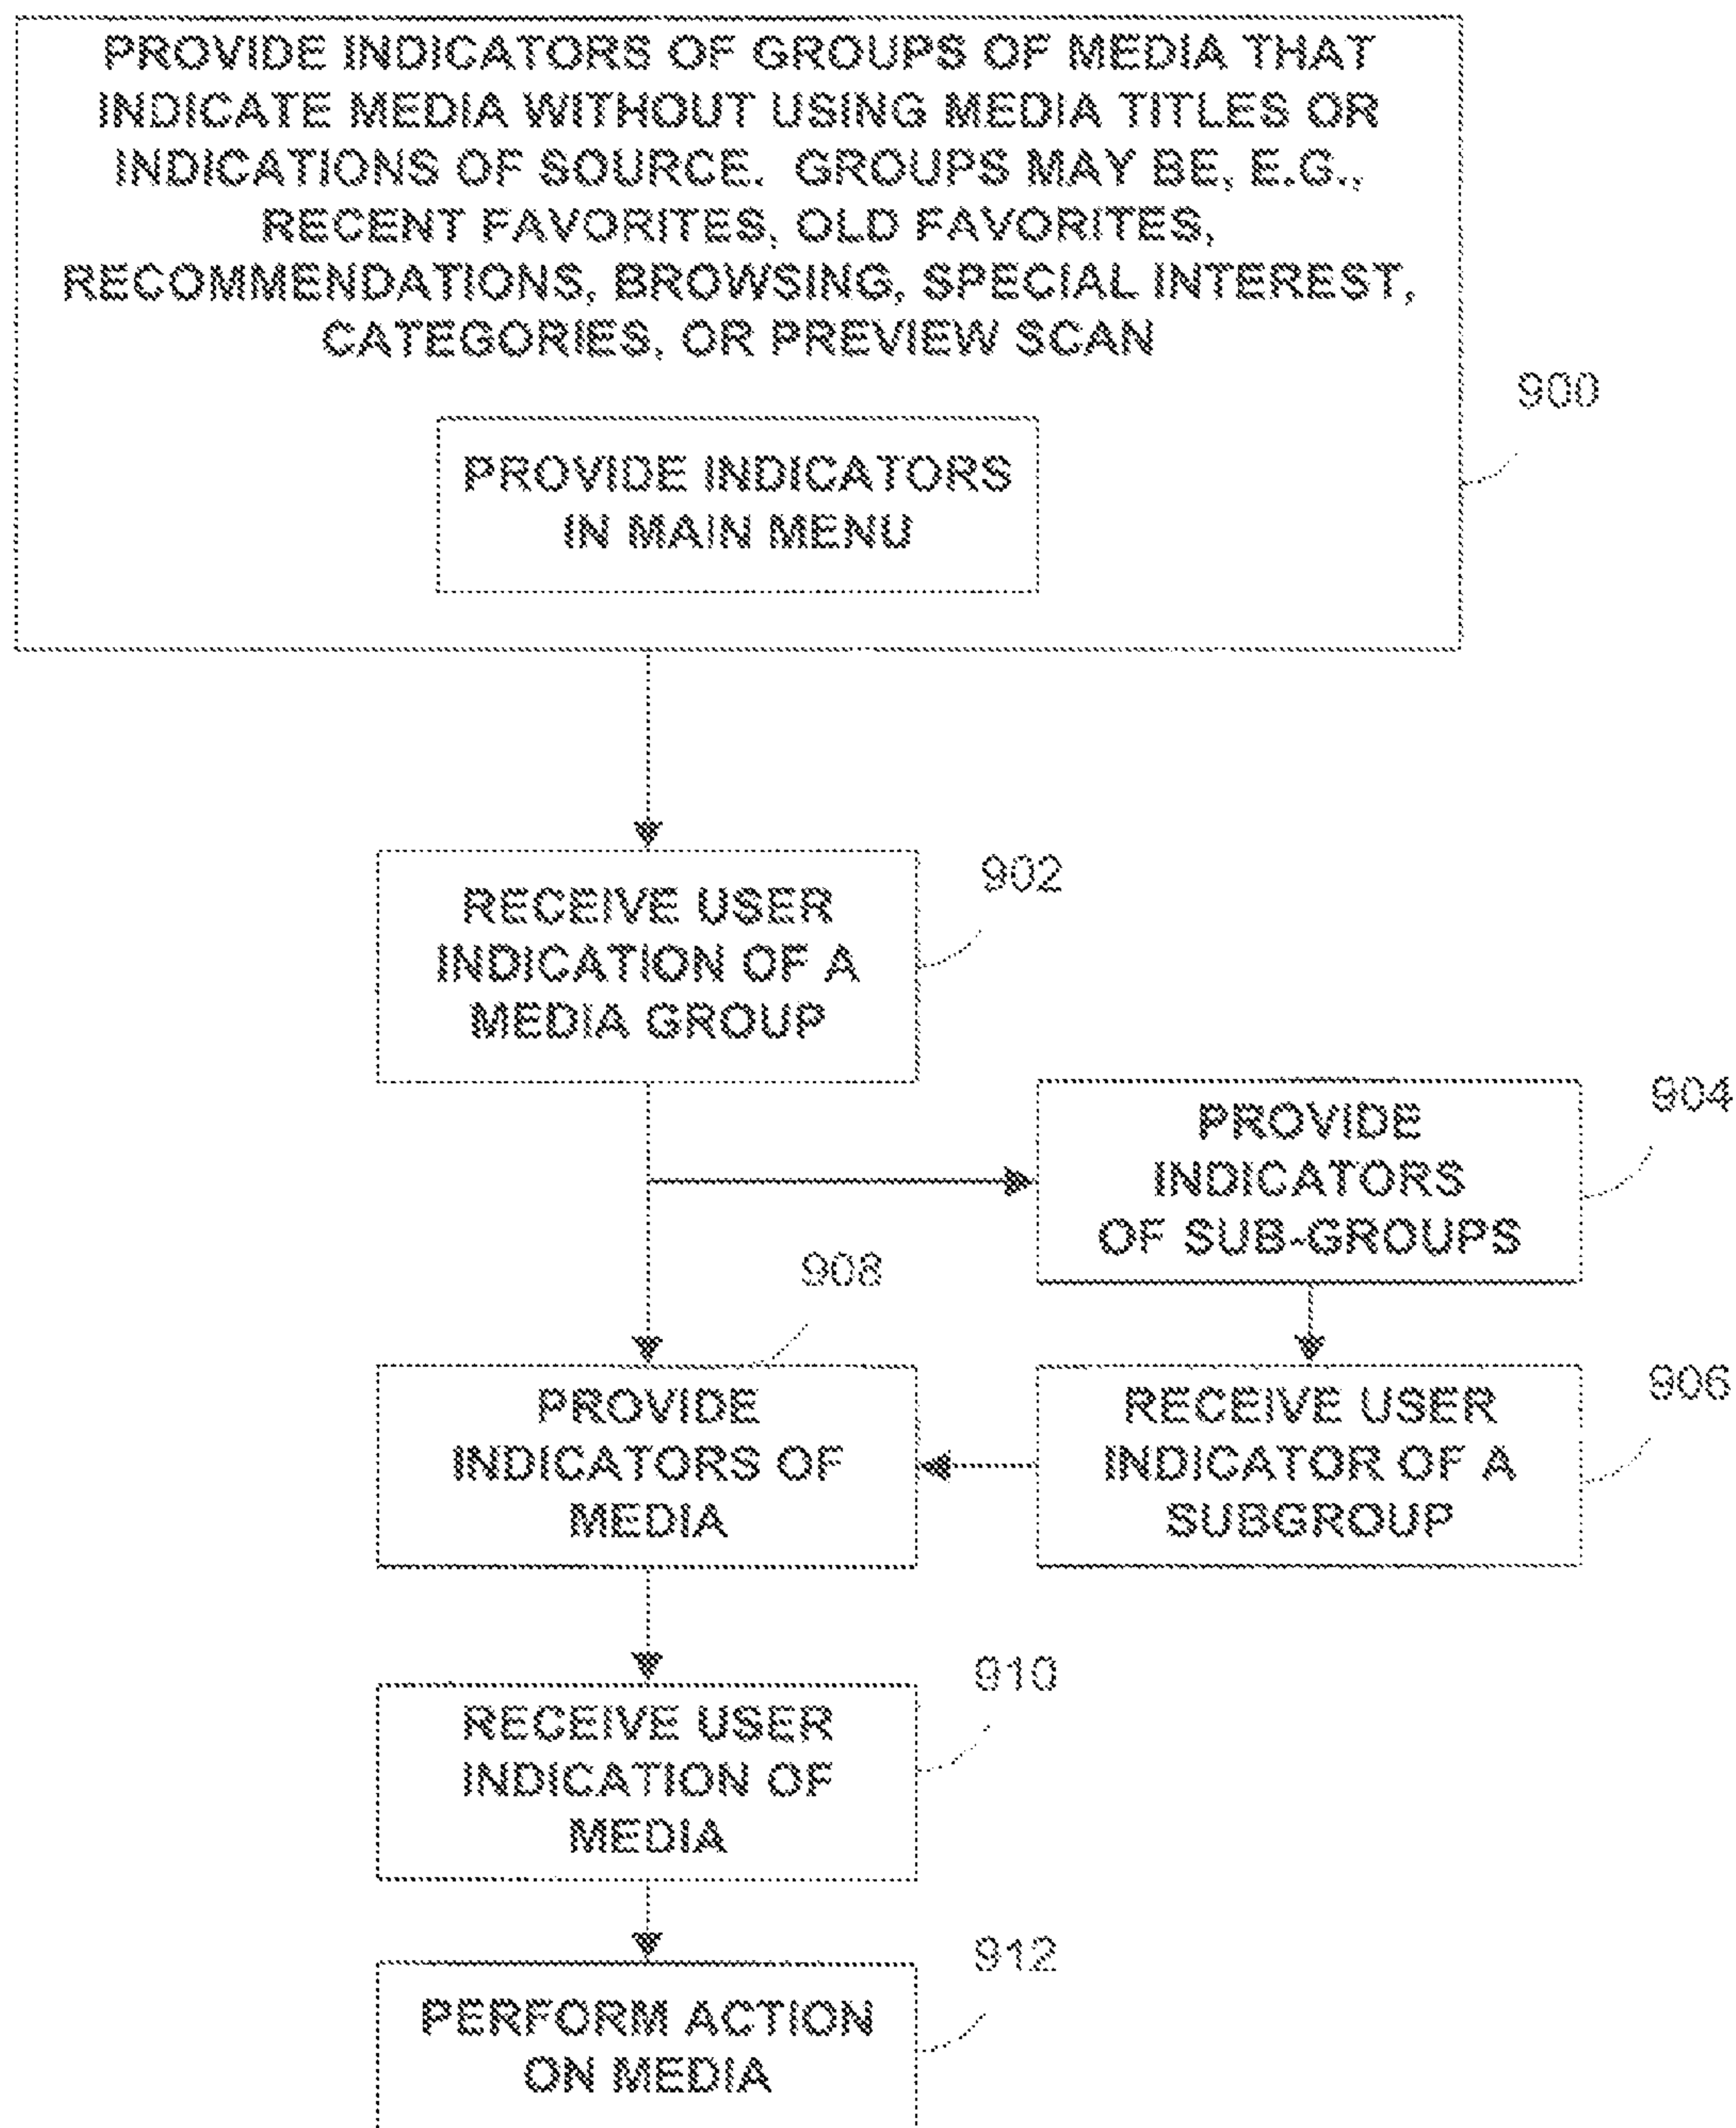 PROVIDE INDICATORS OF GROUPS OF MEDIA THAT
INDICATE MEDIA WITHOUT USING MEDIA TITLES OR
INDICATIONS OF SOURCE. GROUPS MAY BE, E.G.,
RECENT FAVORITES, OLD FAVORITES,
RECOMMENDATIONS, BROWSING, SPECIAL INTEREST,
CATEGORIES, OR PREVIEW SCAN
900
PROVIDE INDICATORS
IN MAIN MENU
902
RECEIVE USER
INDICATION OF A
MEDIA GROUP
904
PROVIDE
INDICATORS
OF SUB-GROUPS
908
906
PROVIDE
INDICATORS OF
MEDIA
RECEIVE USER
INDICATOR OF A
SUBGROUP
910
RECEIVE USER
INDICATION OF
MEDIA
912
PERFORM ACTION
ON MEDIA